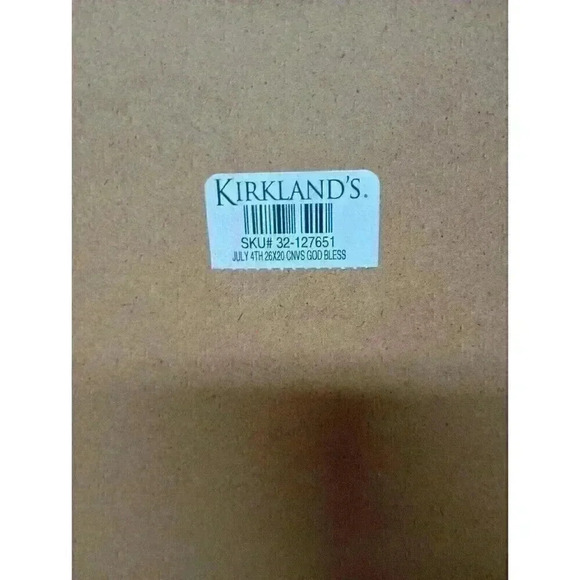 KIRKLAND'S®
SKU# 32-127651
JULY 4TH 26X20 CNVS GOD BLESS